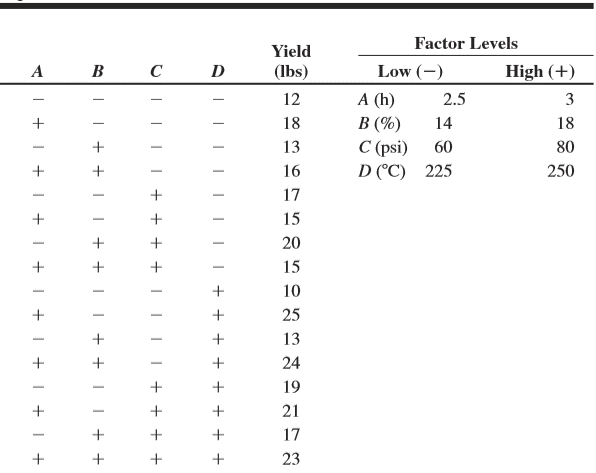 Factor Levels
Yield
A B C D (lbs) Low (−) High (+)
− − − − 12 A (h) 2.5 3
+ − − − 18 B (%) 14 18
− + − − 13 C (psi) 60 80
+ + − − 16 D (°C) 225 250
− − + − 17
+ − + − 15
− + + − 20
+ + + − 15
− − − + 10
+ − − + 25
− + − + 13
+ + − + 24
− − + + 19
+ − + + 21
− + + + 17
+ + + + 23